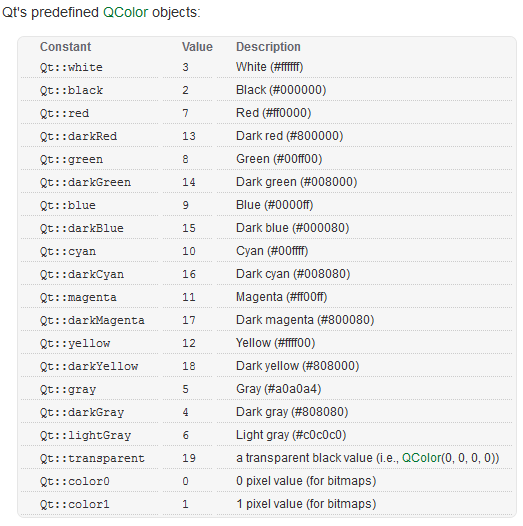 Qt's predefined QColor objects:
Constant Value Description
Qt::white 3 White (#ffffff)
Qt::black 2 Black (#000000)
Qt::red 7 Red (#ff0000)
Qt::darkRed 13 Dark red (#800000)
Qt::green 8 Green (#00ff00)
Qt::darkGreen 14 Dark green (#008000)
Qt::blue 9 Blue (#0000ff)
Qt::darkBlue 15 Dark blue (#000080)
Qt::cyan 10 Cyan (#00ffff)
Qt::darkCyan 16 Dark cyan (#008080)
Qt::magenta 11 Magenta (#ff00ff)
Qt::darkMagenta 17 Dark magenta (#800080)
Qt::yellow 12 Yellow (#ffff00)
Qt::darkYellow 18 Dark yellow (#808000)
Qt::gray 5 Gray (#a0a0a4)
Qt::darkGray 4 Dark gray (#808080)
Qt::lightGray 6 Light gray (#c0c0c0)
Qt::transparent 19 a transparent black value (i.e., QColor(0, 0, 0, 0))
Qt::color0 0 0 pixel value (for bitmaps)
Qt::color1 1 1 pixel value (for bitmaps)